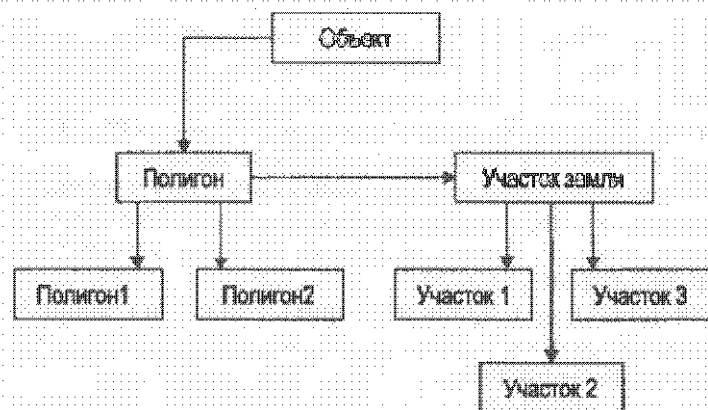 Объект
Полигон
Участок земли
Полигон1
Полигон2
Участок 1
Участок 3
Участок 2